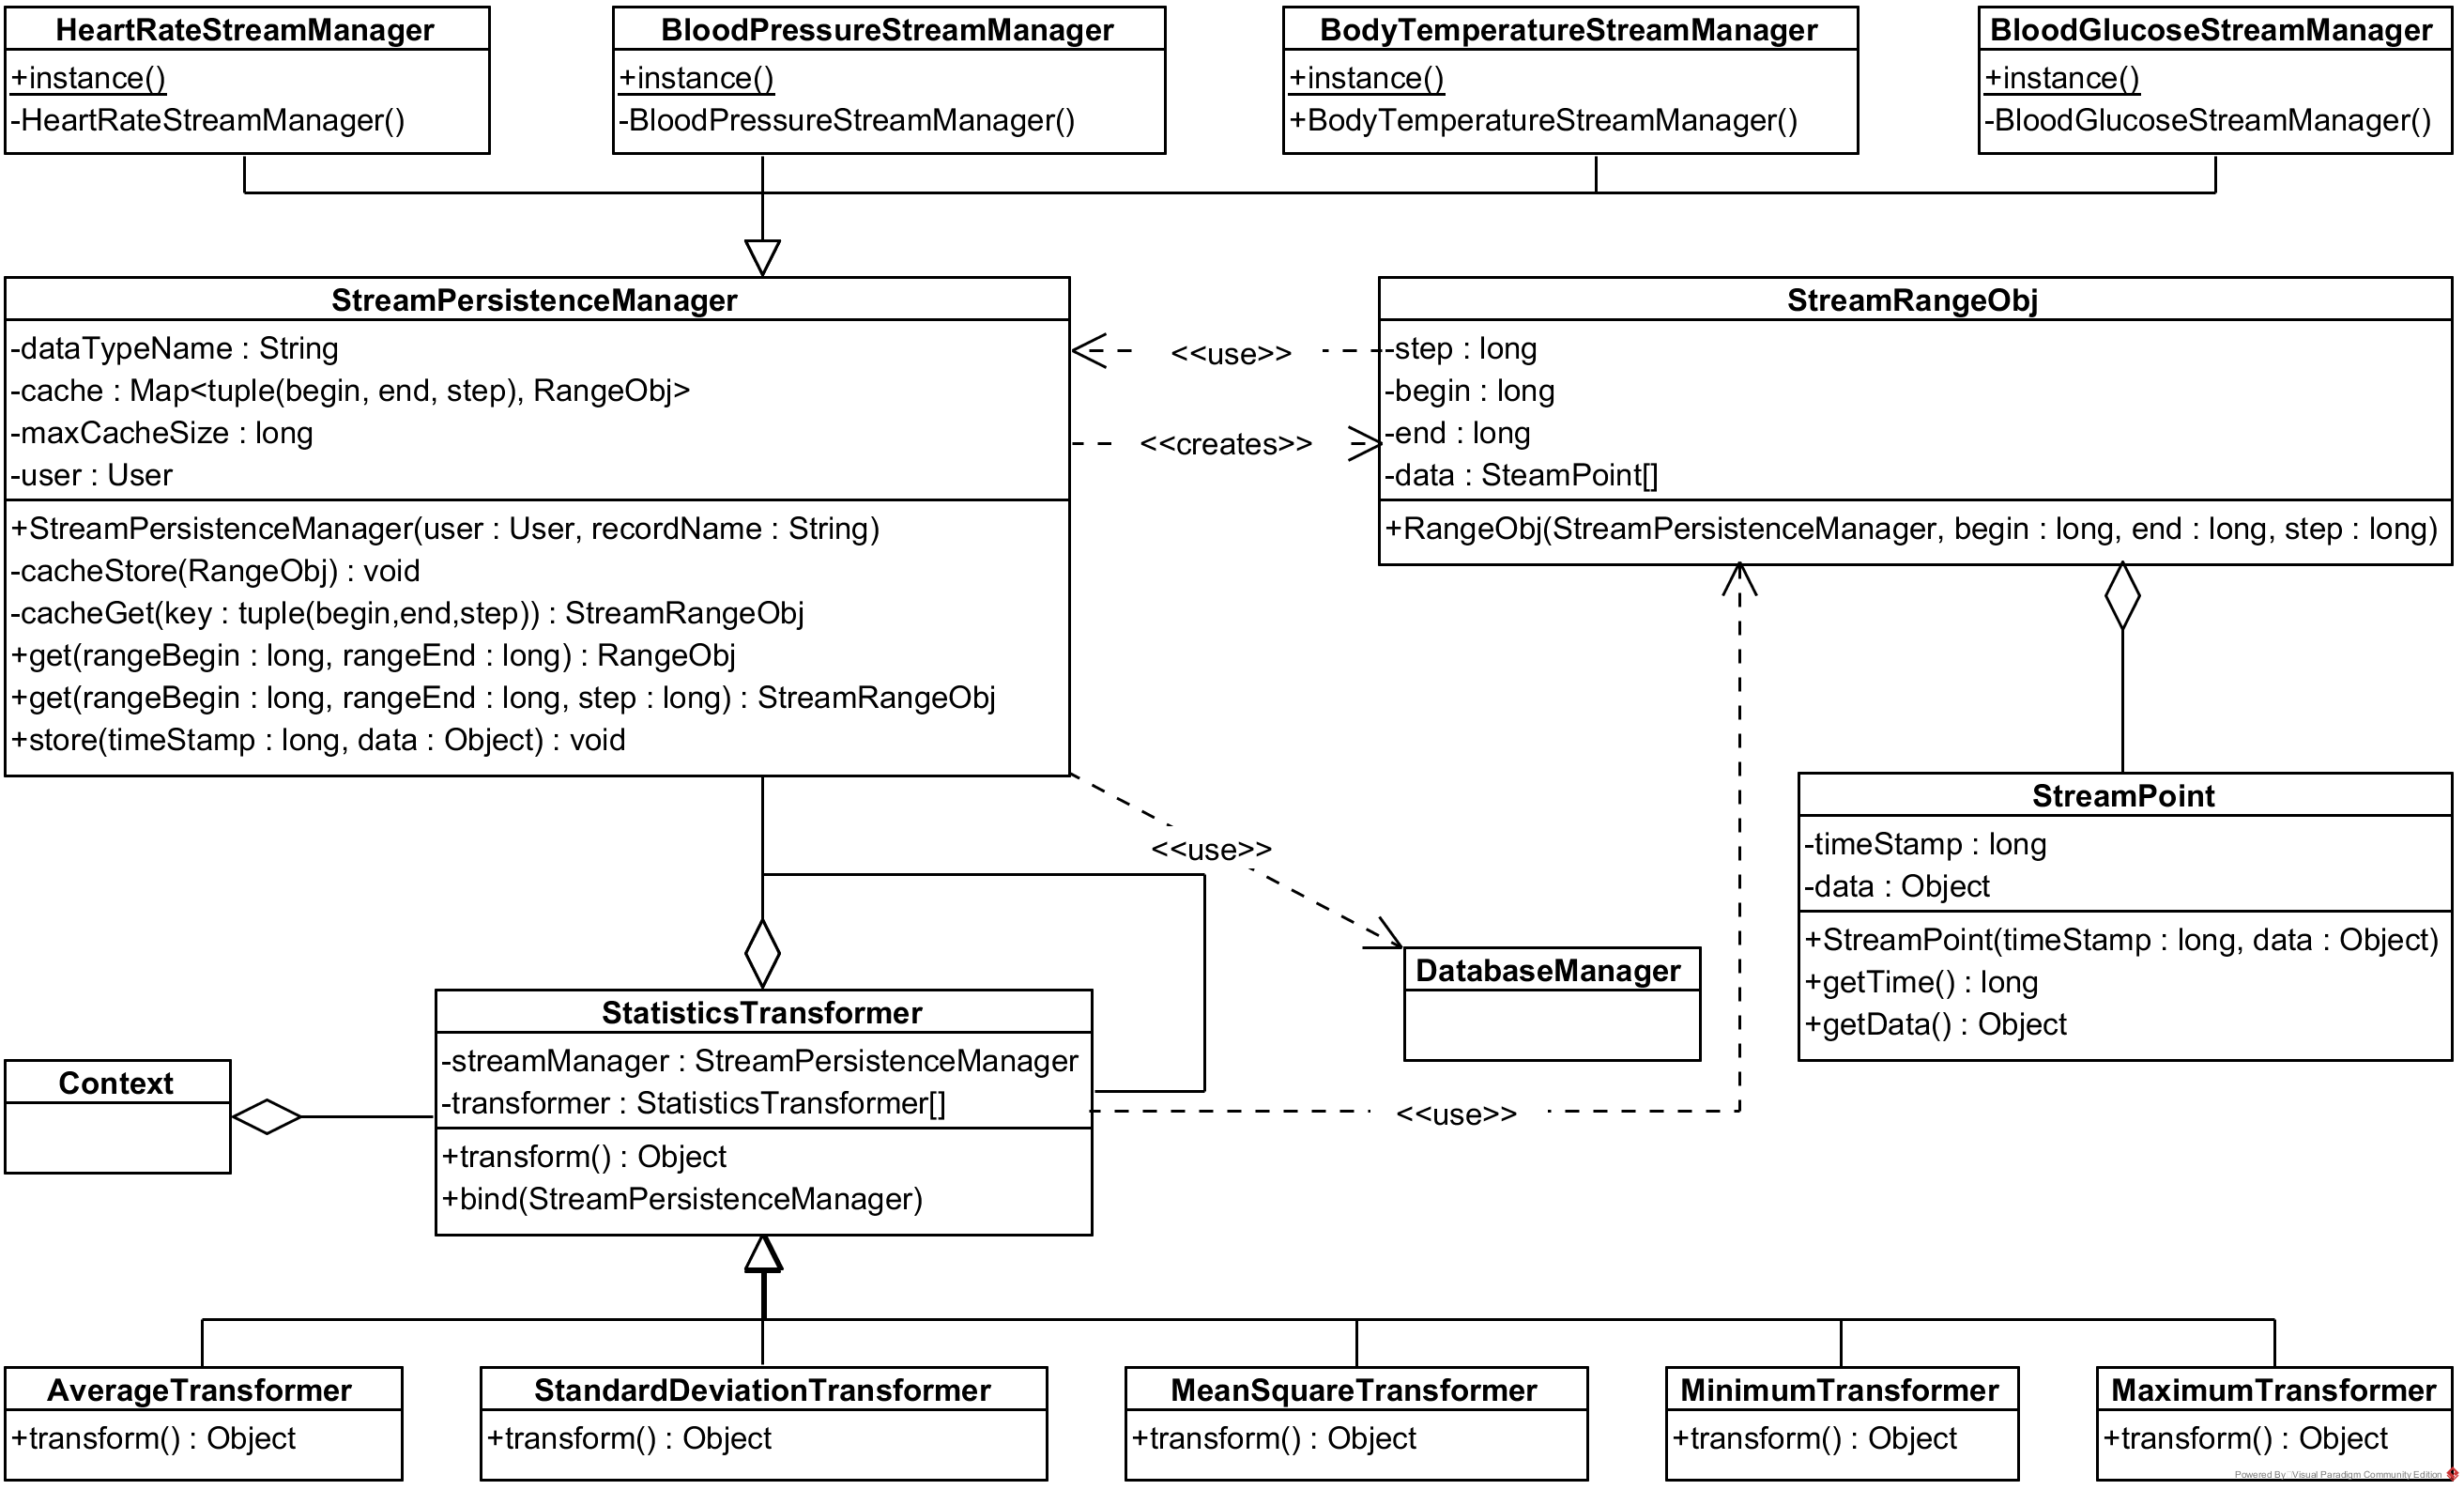 HeartRateStreamManager
+instance()
-HeartRateStreamManager()
BloodPressureStreamManager
+instance()
-BloodPressureStreamManager()
BodyTemperatureStreamManager
+instance()
+BodyTemperatureStreamManager()
BloodGlucoseStreamManager
+instance()
-BloodGlucoseStreamManager()
StreamPersistenceManager
-dataTypeName : String
-cache : Map<tuple(begin, end, step), RangeObj>
-maxCacheSize : long
-user : User
+StreamPersistenceManager(user : User, recordName : String)
-cacheStore(RangeObj) : void
-cacheGet(key : tuple(begin,end,step)) : StreamRangeObj
+get(rangeBegin : long, rangeEnd : long) : RangeObj
+get(rangeBegin : long, rangeEnd : long, step : long) : StreamRangeObj
+store(timeStamp : long, data : Object) : void
<<use>>
<<creates>>
StreamRangeObj
-step : long
-begin : long
-end : long
-data : SteamPoint[]
+RangeObj(StreamPersistenceManager, begin : long, end : long, step : long)
<<use>>
StreamPoint
-timeStamp : long
-data : Object
+StreamPoint(timeStamp : long, data : Object)
+getTime() : long
+getData() : Object
DatabaseManager
StatisticsTransformer
-streamManager : StreamPersistenceManager
-transformer : StatisticsTransformer[]
+transform() : Object
+bind(StreamPersistenceManager)
Context
<<use>>
AverageTransformer
+transform() : Object
StandardDeviationTransformer
+transform() : Object
MeanSquareTransformer
+transform() : Object
MinimumTransformer
+transform() : Object
MaximumTransformer
+transform() : Object
Powered By Visual Paradigm Community Edition